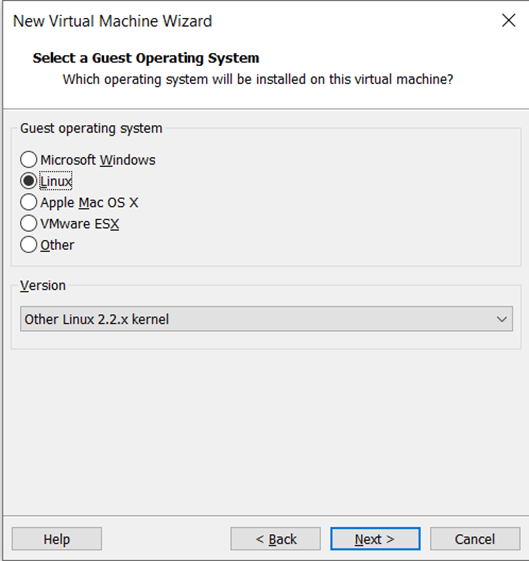 New Virtual Machine Wizard
Select a Guest Operating System
Which operating system will be installed on this virtual machine?
Guest operating system
Microsoft Windows
Linux
Apple Mac OS X
VMware ESX
Other
Version
Other Linux 2.2.x kernel
Help
< Back
Next >
Cancel